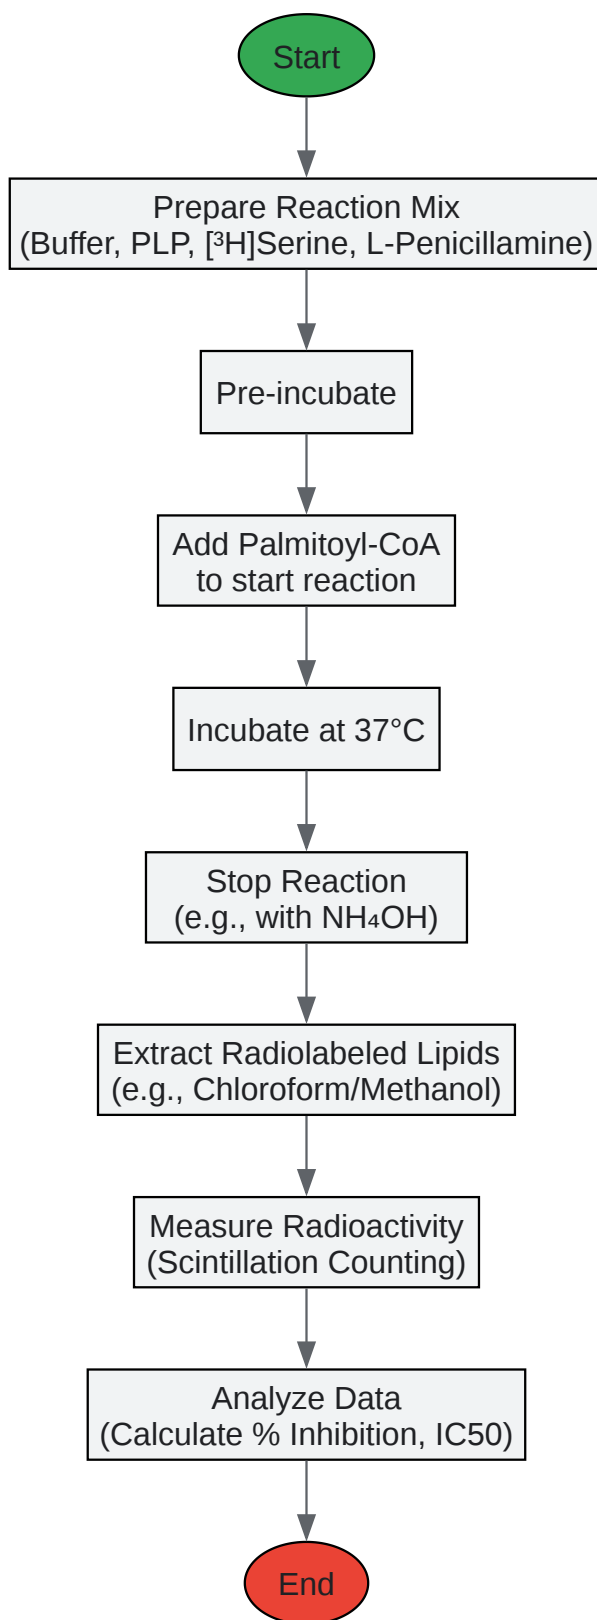 Start
Prepare Reaction Mix
(Buffer, PLP, [³H]Serine, L-Penicillamine)
Pre-incubate
Add Palmitoyl-CoA
to start reaction
Incubate at 37°C
Stop Reaction
(e.g., with NH₄OH)
Extract Radiolabeled Lipids
(e.g., Chloroform/Methanol)
Measure Radioactivity
(Scintillation Counting)
Analyze Data
(Calculate % Inhibition, IC50)
End